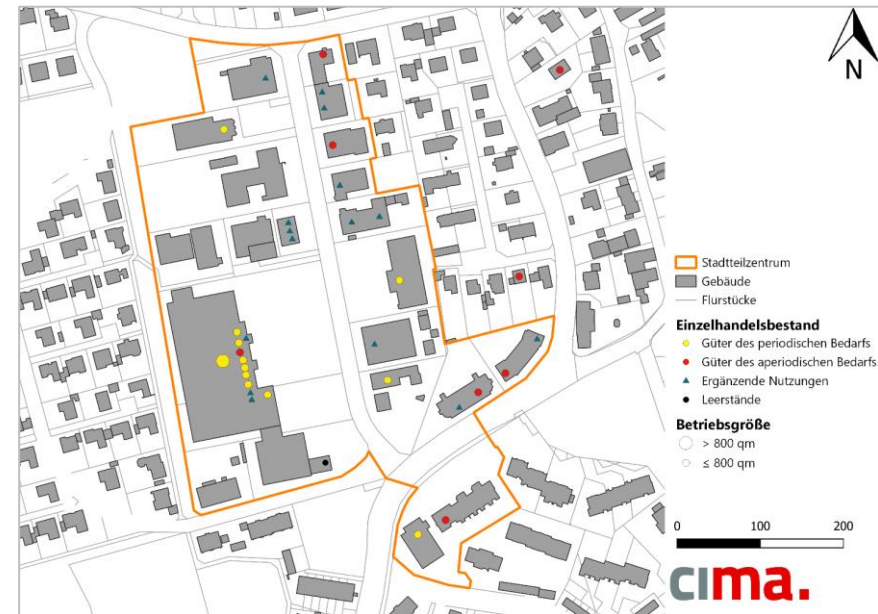 N
Stadtteilzentrum
Gebäude
Flurstücke
Einzelhandelsbestand
Güter des periodischen Bedarfs
Güter des aperiodischen Bedarfs
Ergänzende Nutzungen
Leerstände
Betriebsgröße
> 800 qm
≤ 800 qm
0 100 200
cima.